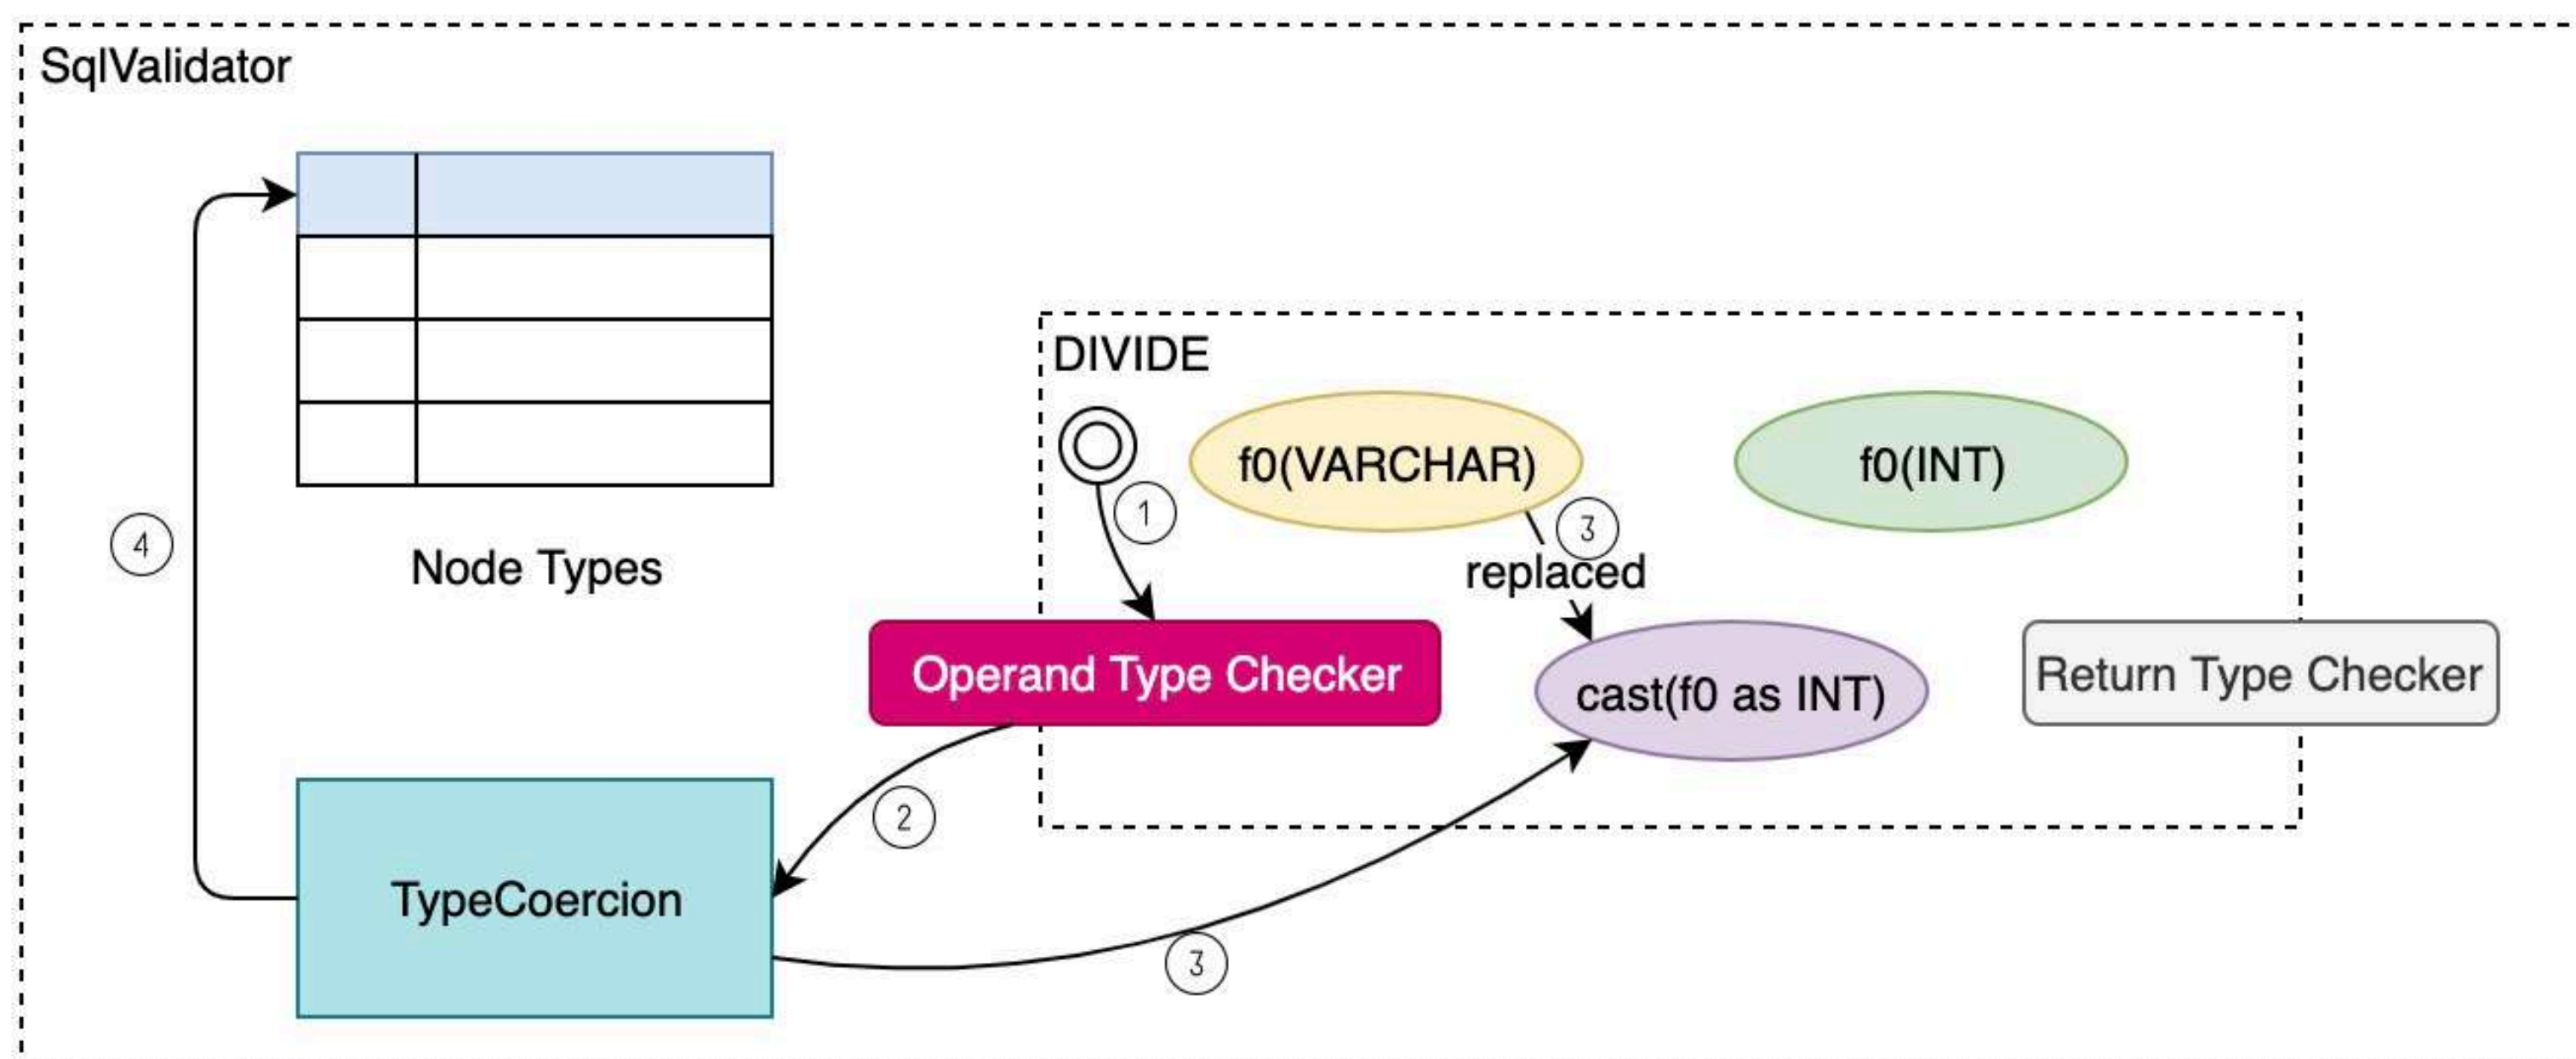 SqlValidator
DIVIDE
f0(VARCHAR)
f0(INT)
1
3
4
Node Types
replaced
Operand Type Checker
cast(f0 as INT)
Return Type Checker
2
TypeCoercion
3